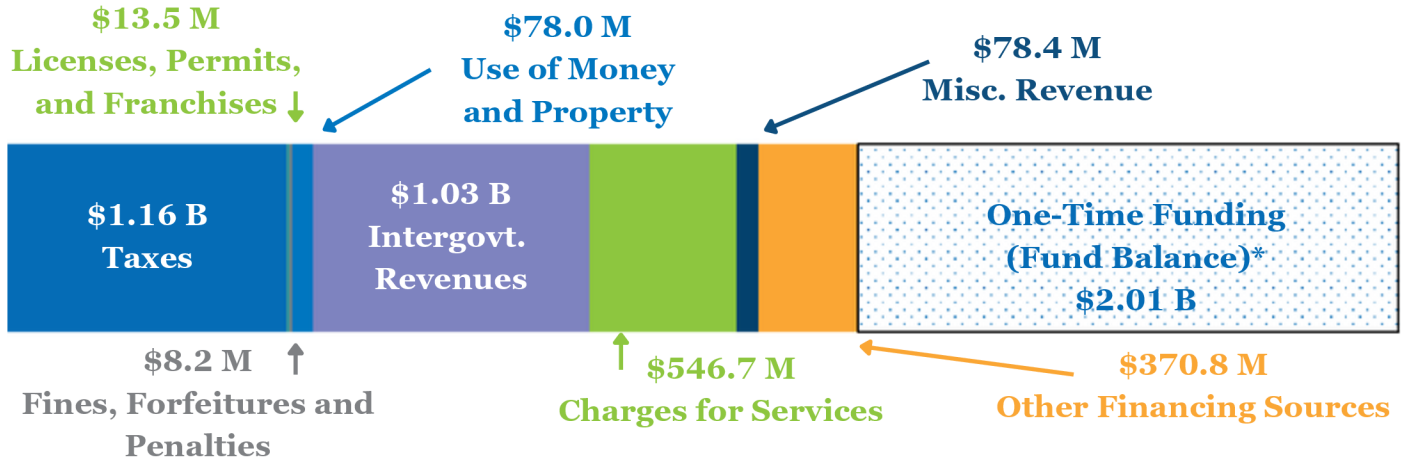 $13.5 M
Licenses, Permits,
and Franchises
$78.0 M
Use of Money
and Property
$78.4 M
Misc. Revenue
$1.16 B
Taxes
$1.03 B
Intergovt.
Revenues
One-Time Funding
(Fund Balance)*
$2.01 B
$8.2 M
Fines, Forfeitures and
Penalties
$546.7 M
Charges for Services
$370.8 M
Other Financing Sources